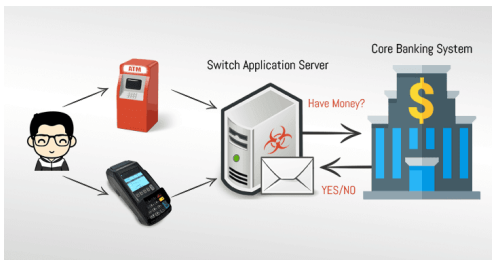 ATM
Switch Application Server
Core Banking System
Have Money?
$
YES/NO